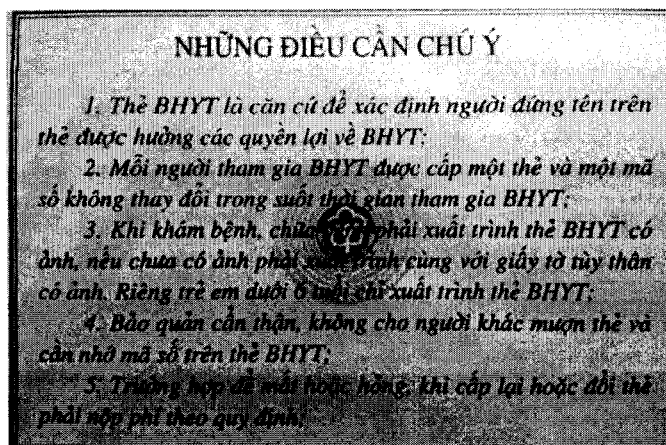 NHỮNG ĐIỀU CẦN CHÚ Ý
1. Thẻ BHYT là căn cứ để xác định người đứng tên trên
thẻ được hưởng các quyền lợi về BHYT;
2. Mỗi người tham gia BHYT được cấp một thẻ và một mã
số không thay đổi trong suốt thời gian tham gia BHYT;
3. Khi khám bệnh, chữa phải xuất trình thẻ BHYT có
ảnh, nếu chưa có ảnh phải xuất trình cùng với giấy tờ tùy thân
có ảnh. Riêng trẻ em dưới 6 tuổi chỉ xuất trình thẻ BHYT;
4. Bảo quản cẩn thận, không cho người khác mượn thẻ và
cần nhớ mã số trên thẻ BHYT;
5. Trường hợp để mất hoặc hỏng, khi cấp lại hoặc đổi thẻ
phải nộp phí theo quy định;